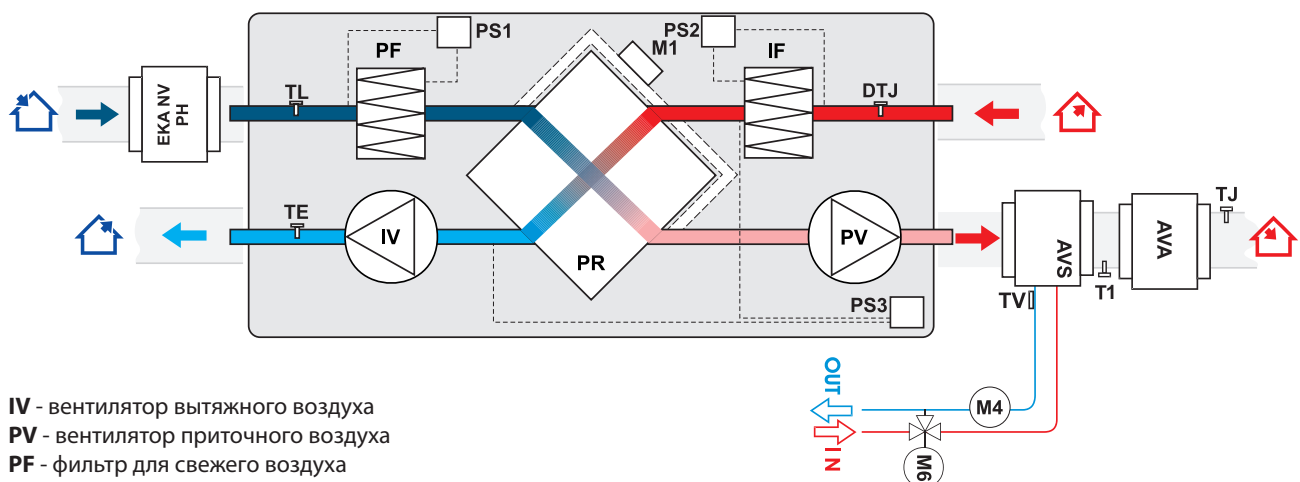 PS1
PS2
M1
PF
IF
TL
DTJ
EKA NV
PH
TE
IV
PR
PV
PS3
AVS
AVA
TJ
T1
TV
OUT
IN
M4
M6
IV - вентилятор вытяжного воздуха
PV - вентилятор приточного воздуха
PF - фильтр для свежего воздуха